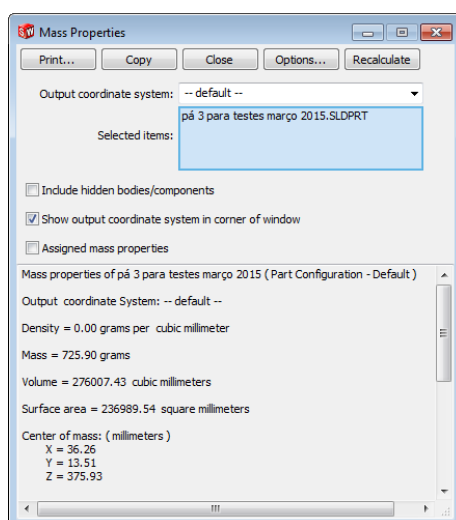 Mass Properties
Print... Copy Close Options... Recalculate
Output coordinate system: -- default --
pá 3 para testes março 2015.SLDPRT
Selected items:
Include hidden bodies/components
Show output coordinate system in corner of window
Assigned mass properties
Mass properties of pá 3 para testes março 2015 ( Part Configuration - Default )
Output coordinate System: -- default --
Density = 0.00 grams per cubic millimeter
Mass = 725.90 grams
Volume = 276007.43 cubic millimeters
Surface area = 236989.54 square millimeters
Center of mass: ( millimeters )
X = 36.26
Y = 13.51
Z = 375.93